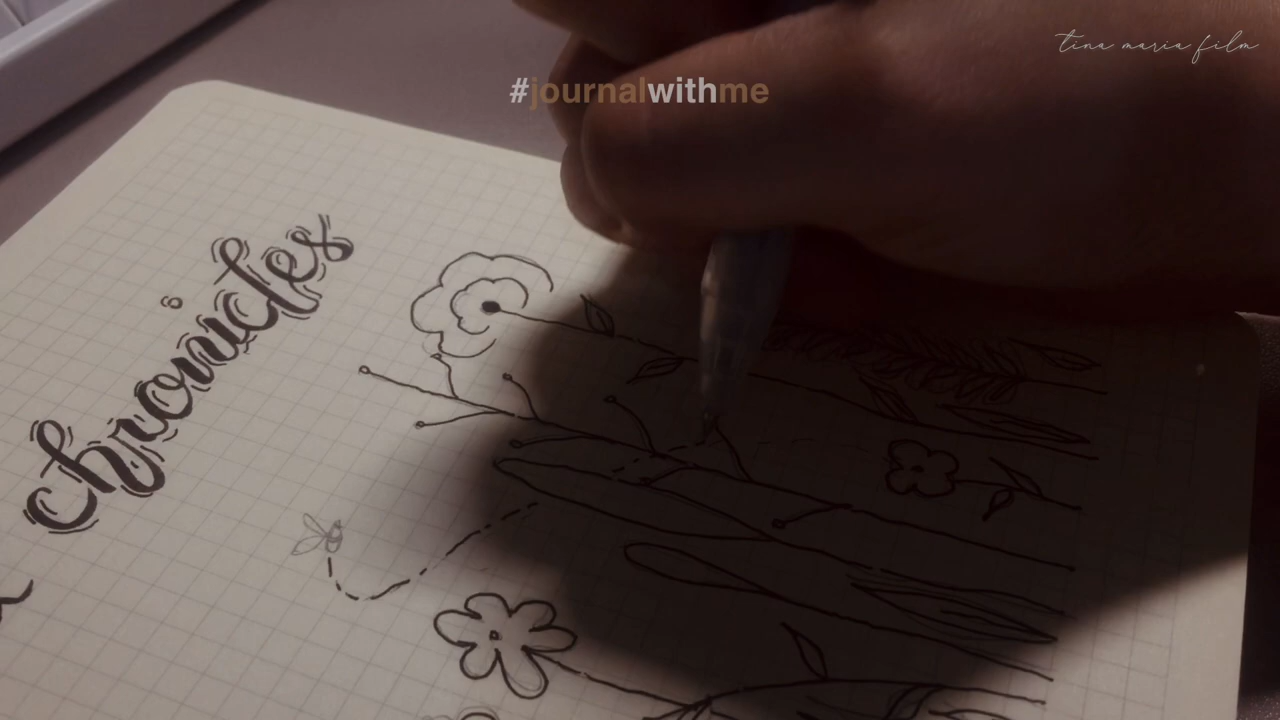 tina maria film
#journalwithme
chronicles